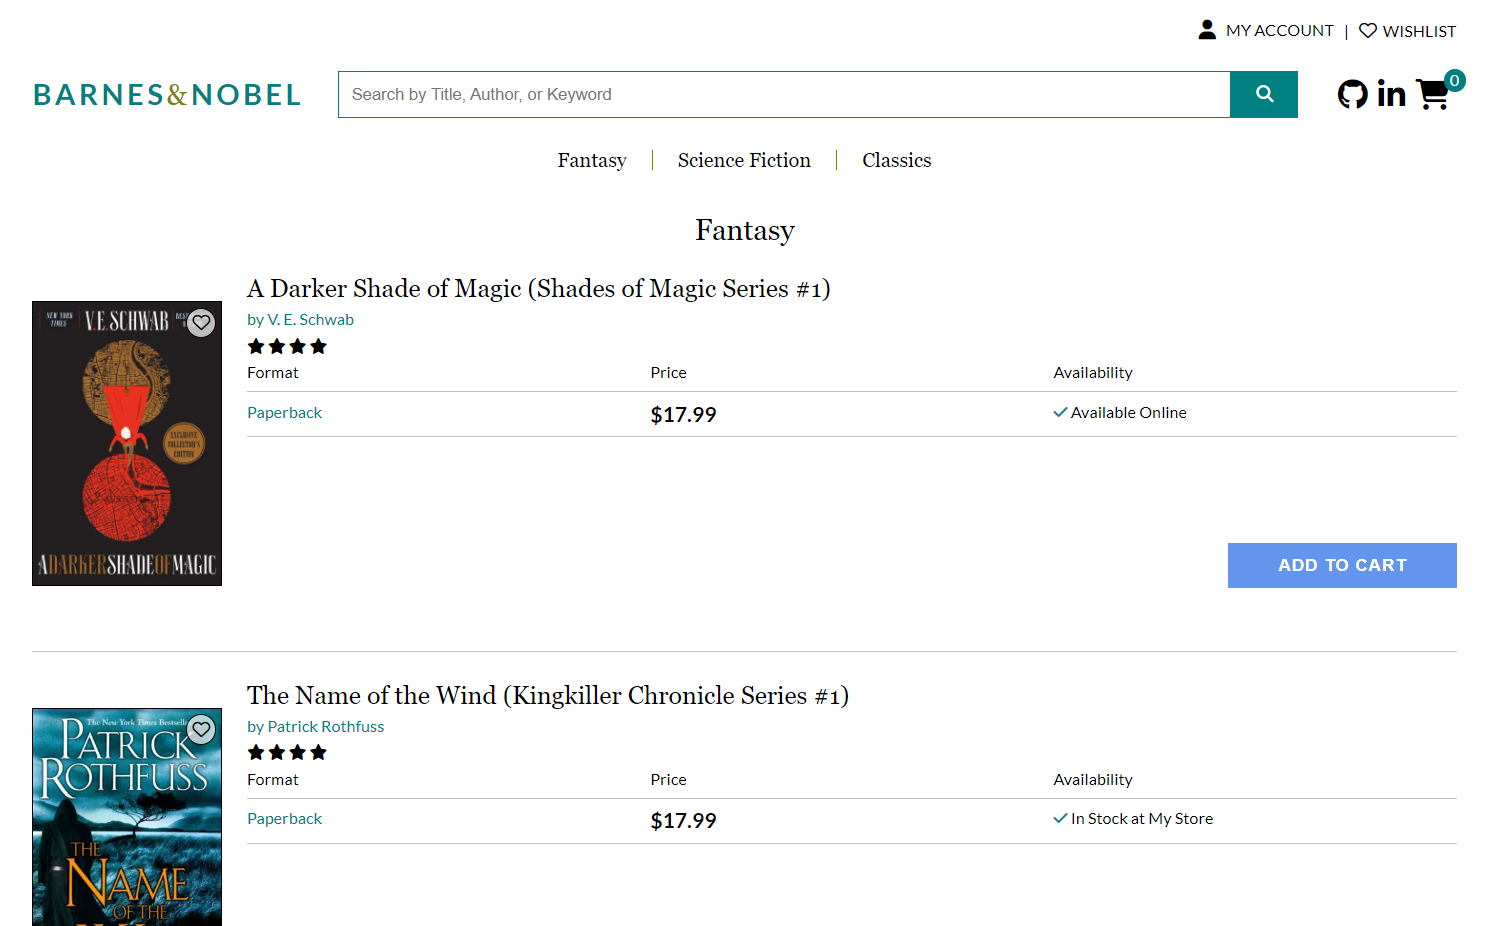 MY ACCOUNT | WISHLIST
BARNES&NOBEL
Search by Title, Author, or Keyword
0
Fantasy
Science Fiction
Classics
Fantasy
A Darker Shade of Magic (Shades of Magic Series #1)
by V. E. Schwab
Format Price Availability
Paperback $17.99 Available Online
NEW YORK
TIMES
V.E. SCHWAB
EXCLUSIVE
COLLECTOR'S
EDITION
A DARKER SHADE OF MAGIC
ADD TO CART
The Name of the Wind (Kingkiller Chronicle Series #1)
by Patrick Rothfuss
Format Price Availability
Paperback $17.99 In Stock at My Store
The New York Times
PATRICK
ROTHFUSS
THE
NAME
OF THE